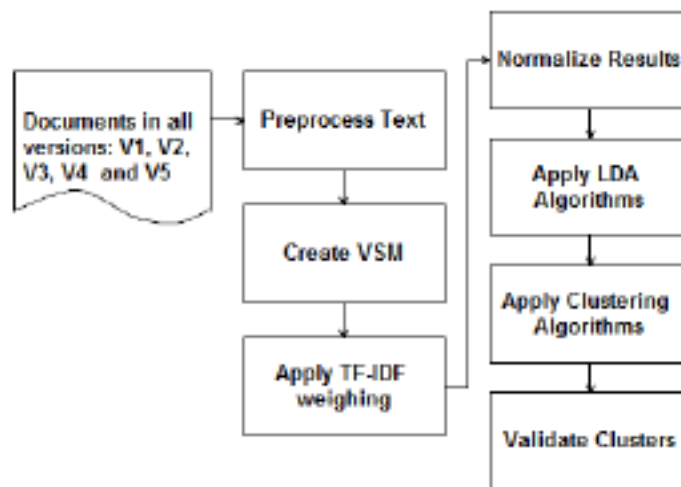 Documents in all
versions: V1, V2,
V3, V4 and V5
Preprocess Text
Create VSM
Apply TF-IDF
weighing
Normalize Results
Apply LDA
Algorithms
Apply Clustering
Algorithms
Validate Clusters